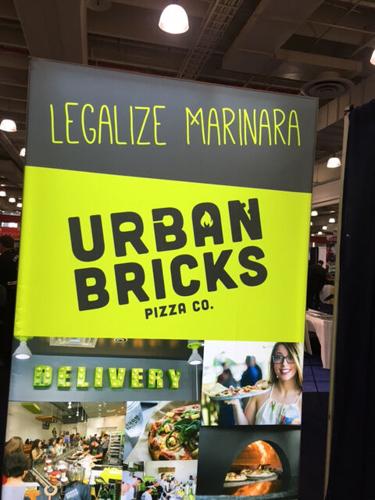 LEGALIZE MARINARA
URBAN
BRICKS
PIZZA CO.
DELIVERY